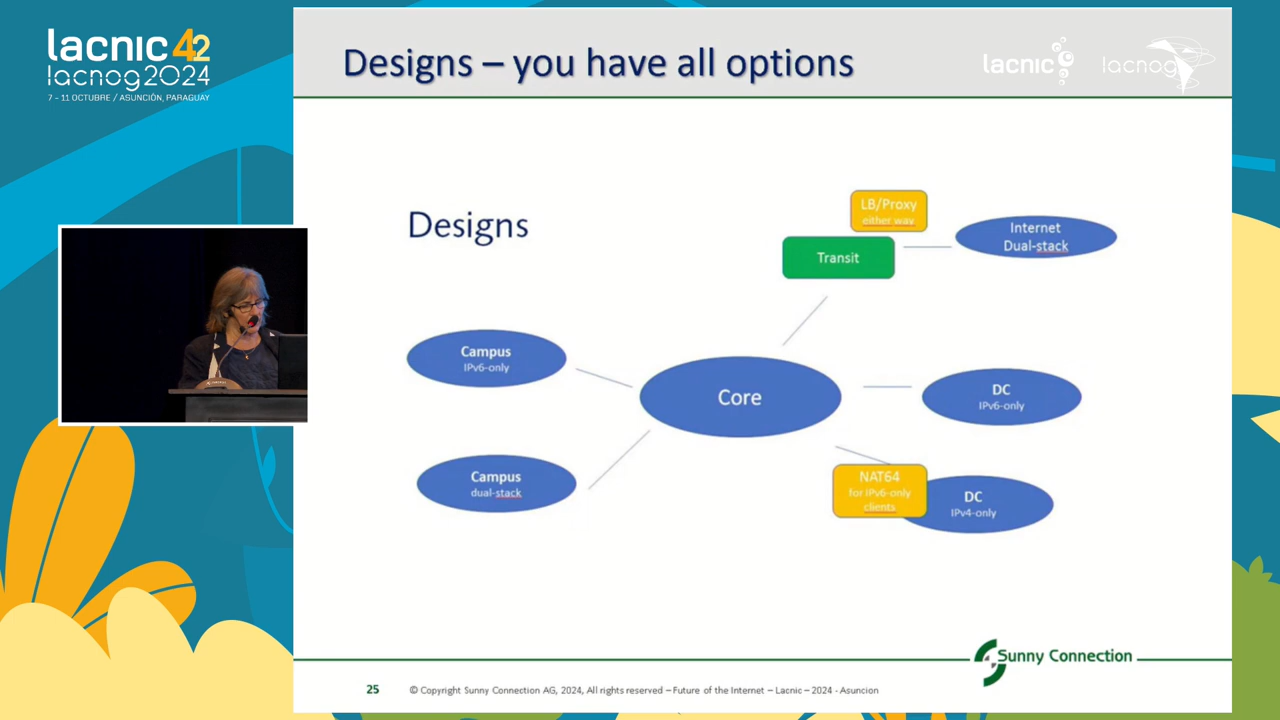 lacnic 42
lacnog2024
7 - 11 OCTUBRE / ASUNCIÓN, PARAGUAY
Designs – you have all options
lacnic
lacnog
Designs
LB/Proxy
either way
Transit
Internet
Dual-stack
Campus
IPv6-only
Core
DC
IPv6-only
Campus
dual-stack
NAT64
for IPv6-only
clients
DC
IPv4-only
Sunny Connection
25
© Copyright Sunny Connection AG, 2024, All rights reserved – Future of the Internet – Lacnic – 2024 - Asuncion